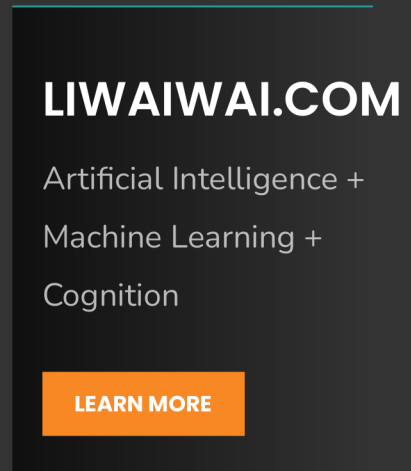 LIWAIWAI.COM
Artificial Intelligence +
Machine Learning +
Cognition
LEARN MORE